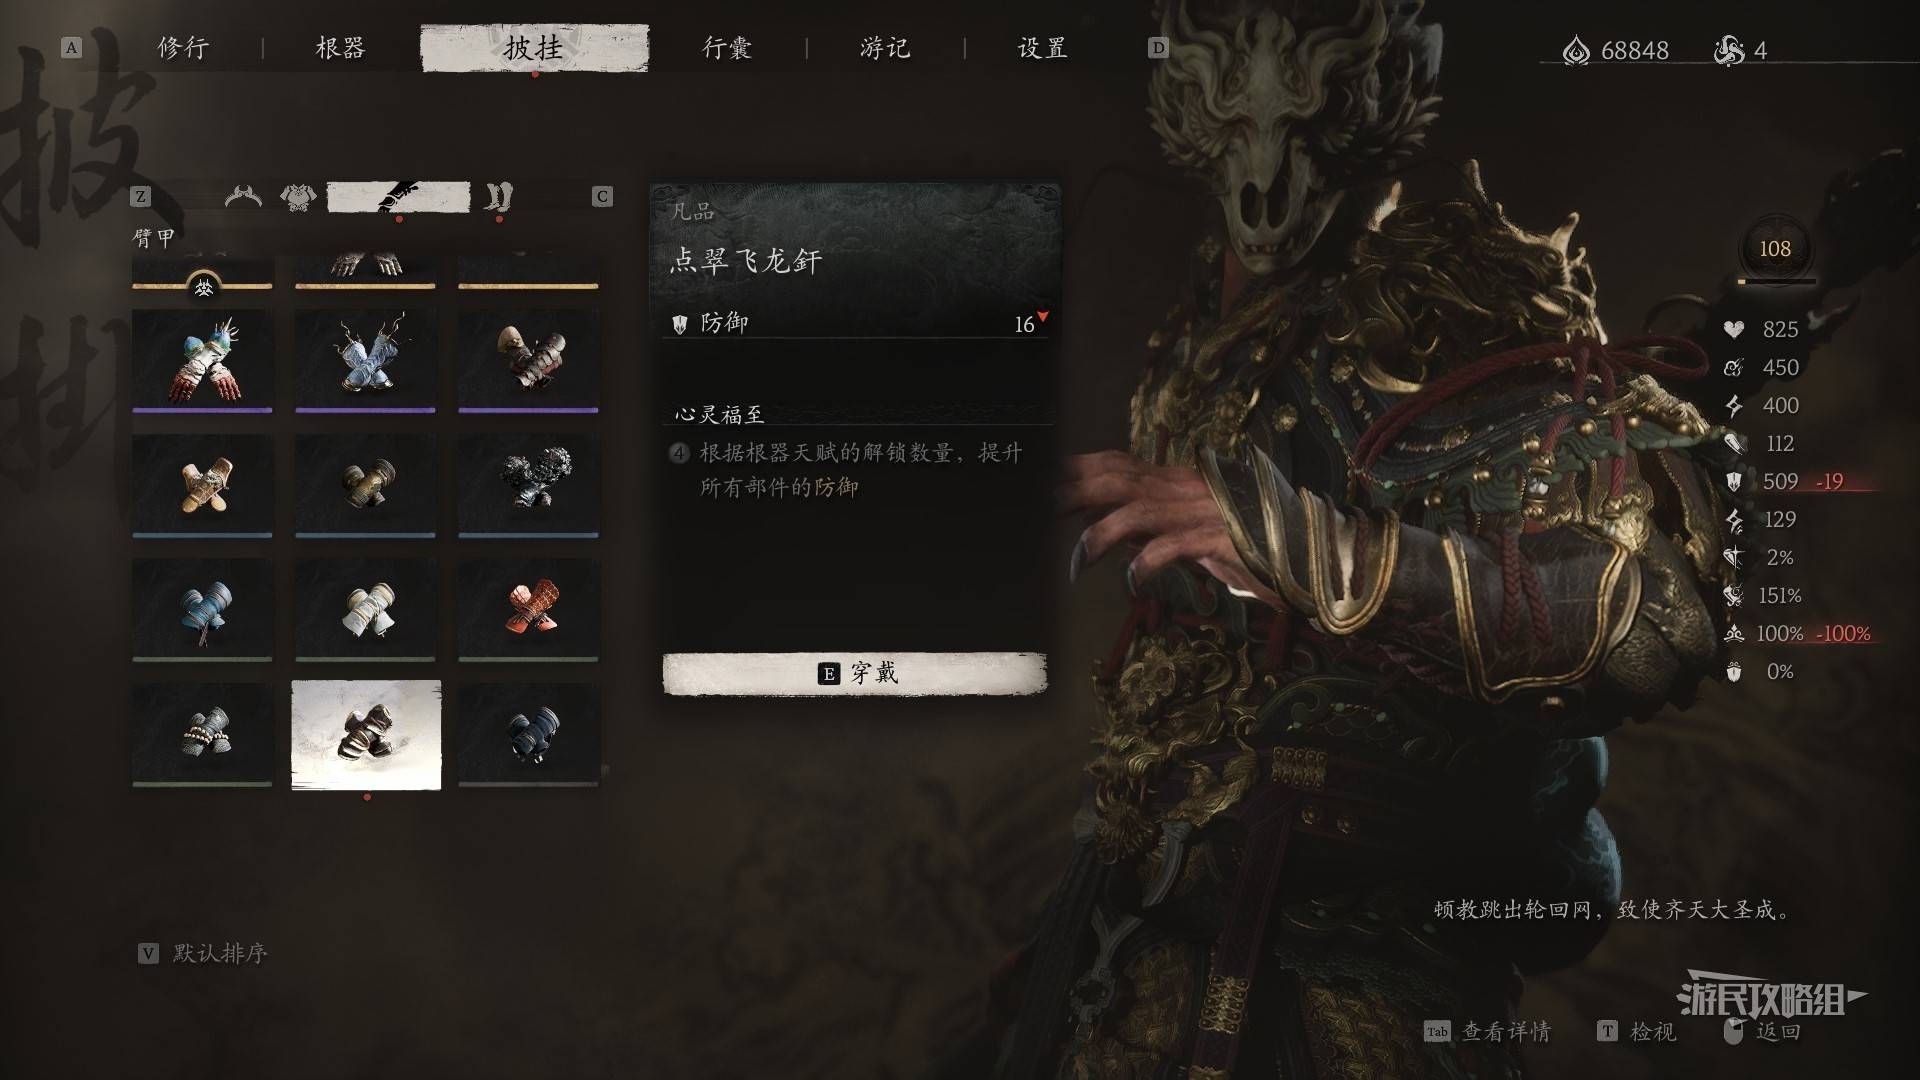 A 修行 根器 披挂 行囊 游记 设置 D 68848 4
披挂
Z C
臂甲
凡品
点翠飞龙釬
防御 16
心灵福至
4 根据根器天赋的解锁数量，提升
所有部件的防御
E 穿戴
108
825
450
400
112
509 -19
129
2%
151%
100% -100%
0%
顿教跳出轮回网，致使齐天大圣成。
V 默认排序
游民攻略组
Tab 查看详情 T 检视 返回